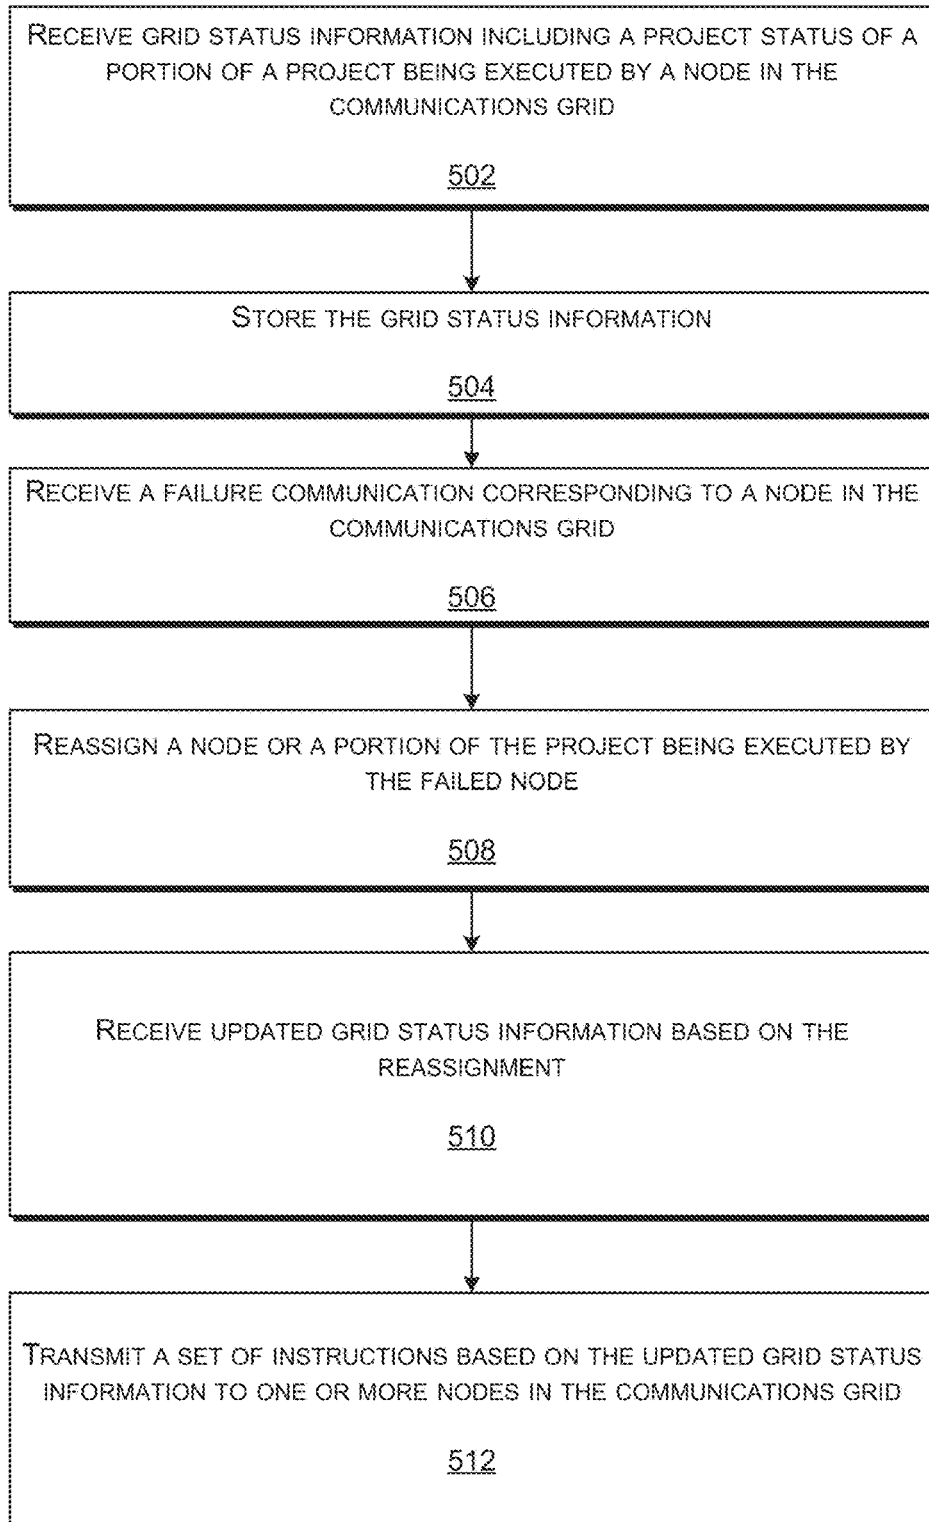 RECEIVE GRID STATUS INFORMATION INCLUDING A PROJECT STATUS OF A
PORTION OF A PROJECT BEING EXECUTED BY A NODE IN THE
COMMUNICATIONS GRID
502
STORE THE GRID STATUS INFORMATION
504
RECEIVE A FAILURE COMMUNICATION CORRESPONDING TO A NODE IN THE
COMMUNICATIONS GRID
506
REASSIGN A NODE OR A PORTION OF THE PROJECT BEING EXECUTED BY
THE FAILED NODE
508
RECEIVE UPDATED GRID STATUS INFORMATION BASED ON THE
REASSIGNMENT
510
TRANSMIT A SET OF INSTRUCTIONS BASED ON THE UPDATED GRID STATUS
INFORMATION TO ONE OR MORE NODES IN THE COMMUNICATIONS GRID
512